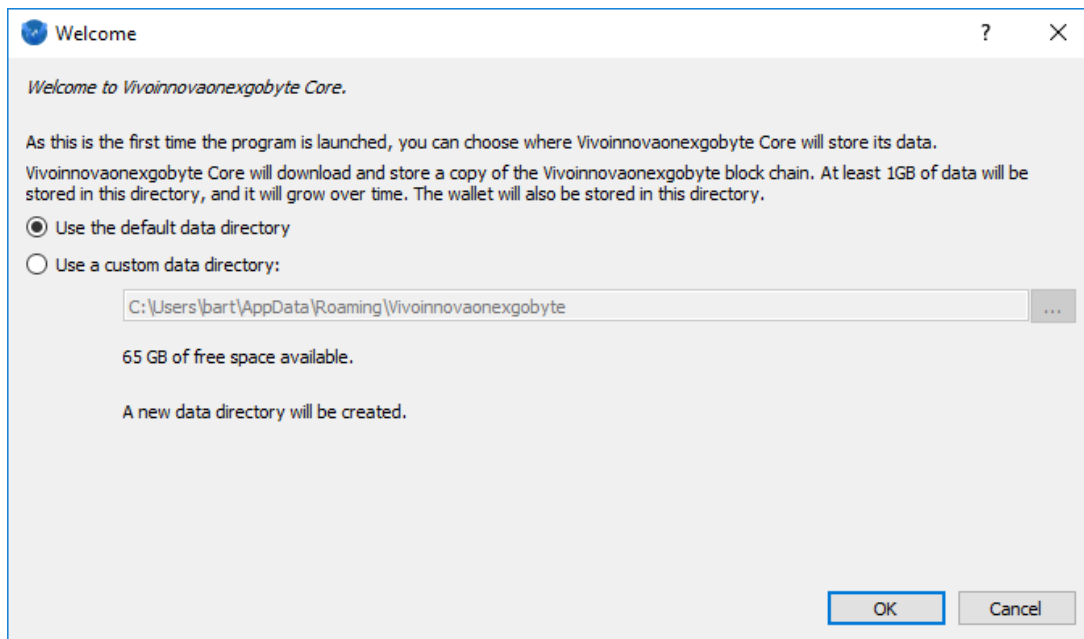 Welcome
?
Welcome to Vivoinnovaonexgobyte Core.
As this is the first time the program is launched, you can choose where Vivoinnovaonexgobyte Core will store its data.
Vivoinnovaonexgobyte Core will download and store a copy of the Vivoinnovaonexgobyte block chain. At least 1GB of data will be
stored in this directory, and it will grow over time. The wallet will also be stored in this directory.
Use the default data directory
Use a custom data directory:
C:\Users\bart\AppData\Roaming\Vivoinnovaonexgobyte
...
65 GB of free space available.
A new data directory will be created.
OK
Cancel